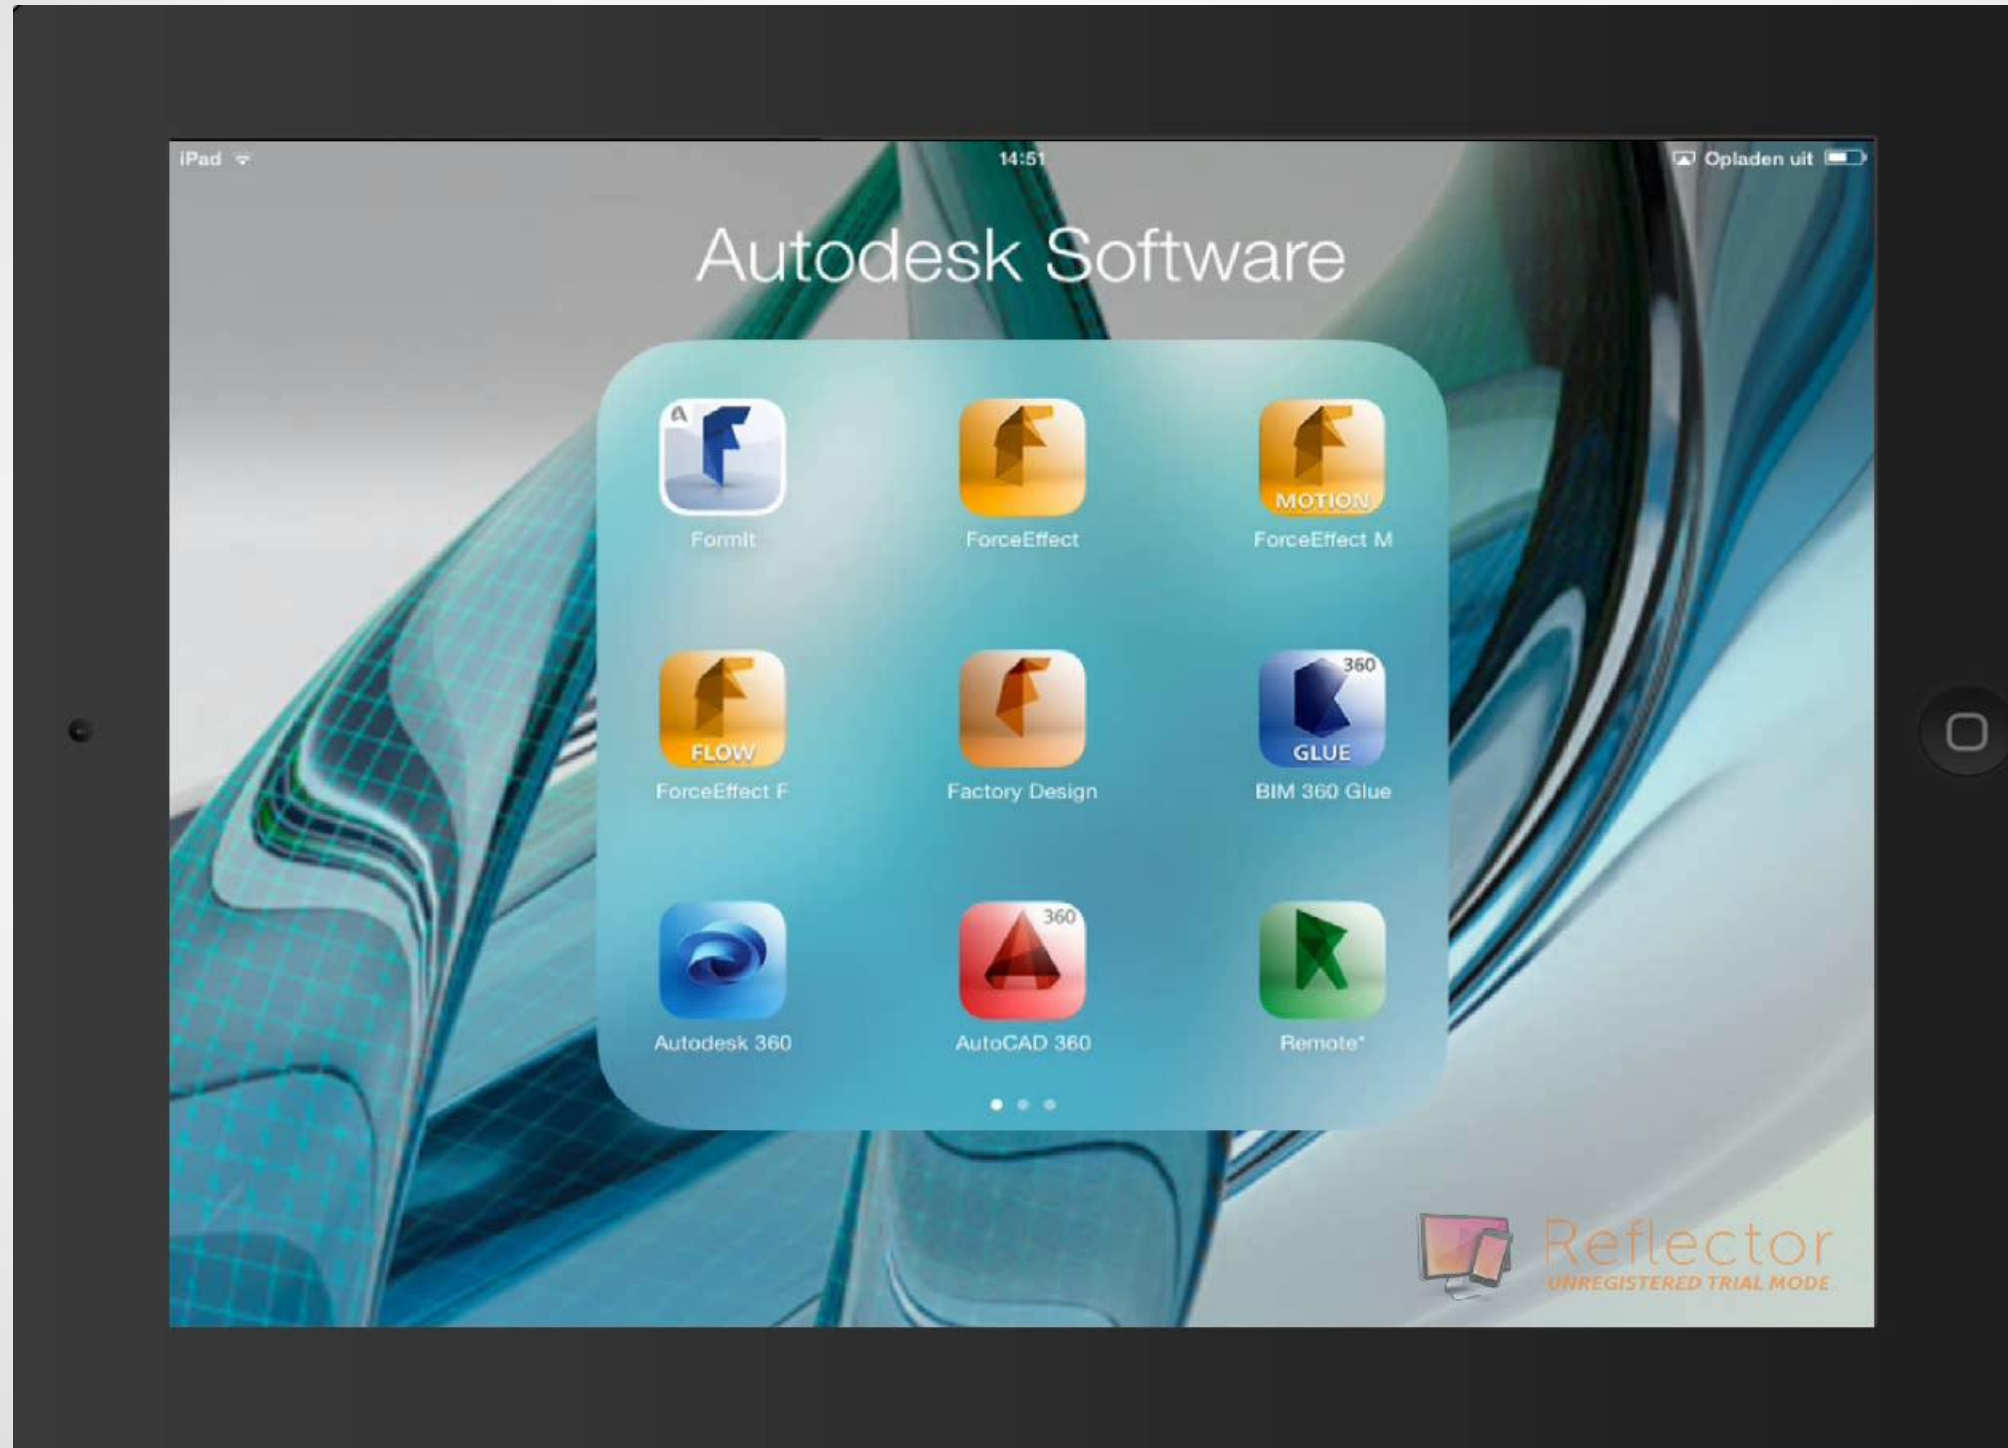 iPad
14:51
Opladen uit
Autodesk Software
FormIt
ForceEffect
MOTION
ForceEffect M
FLOW
ForceEffect F
Factory Design
360
GLUE
BIM 360 Glue
Autodesk 360
360
AutoCAD 360
Remote*
Reflector
UNREGISTERED TRIAL MODE